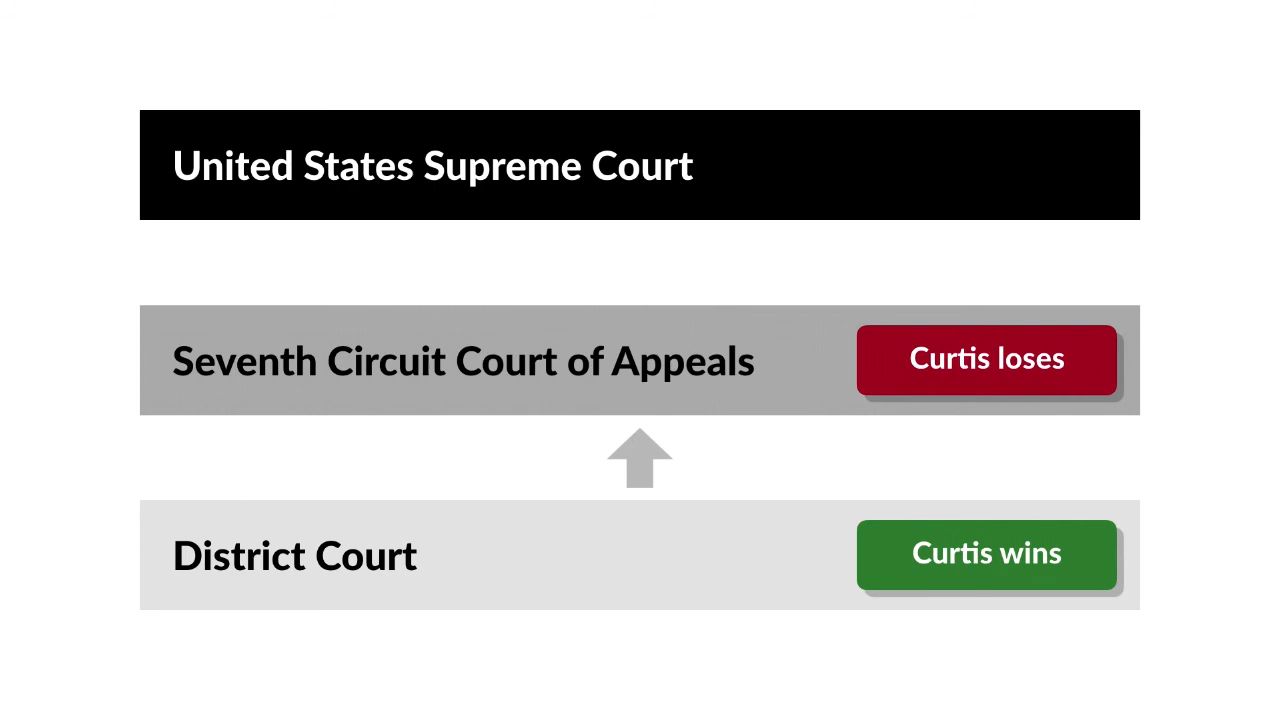 United States Supreme Court
Seventh Circuit Court of Appeals
Curtis loses
District Court
Curtis wins